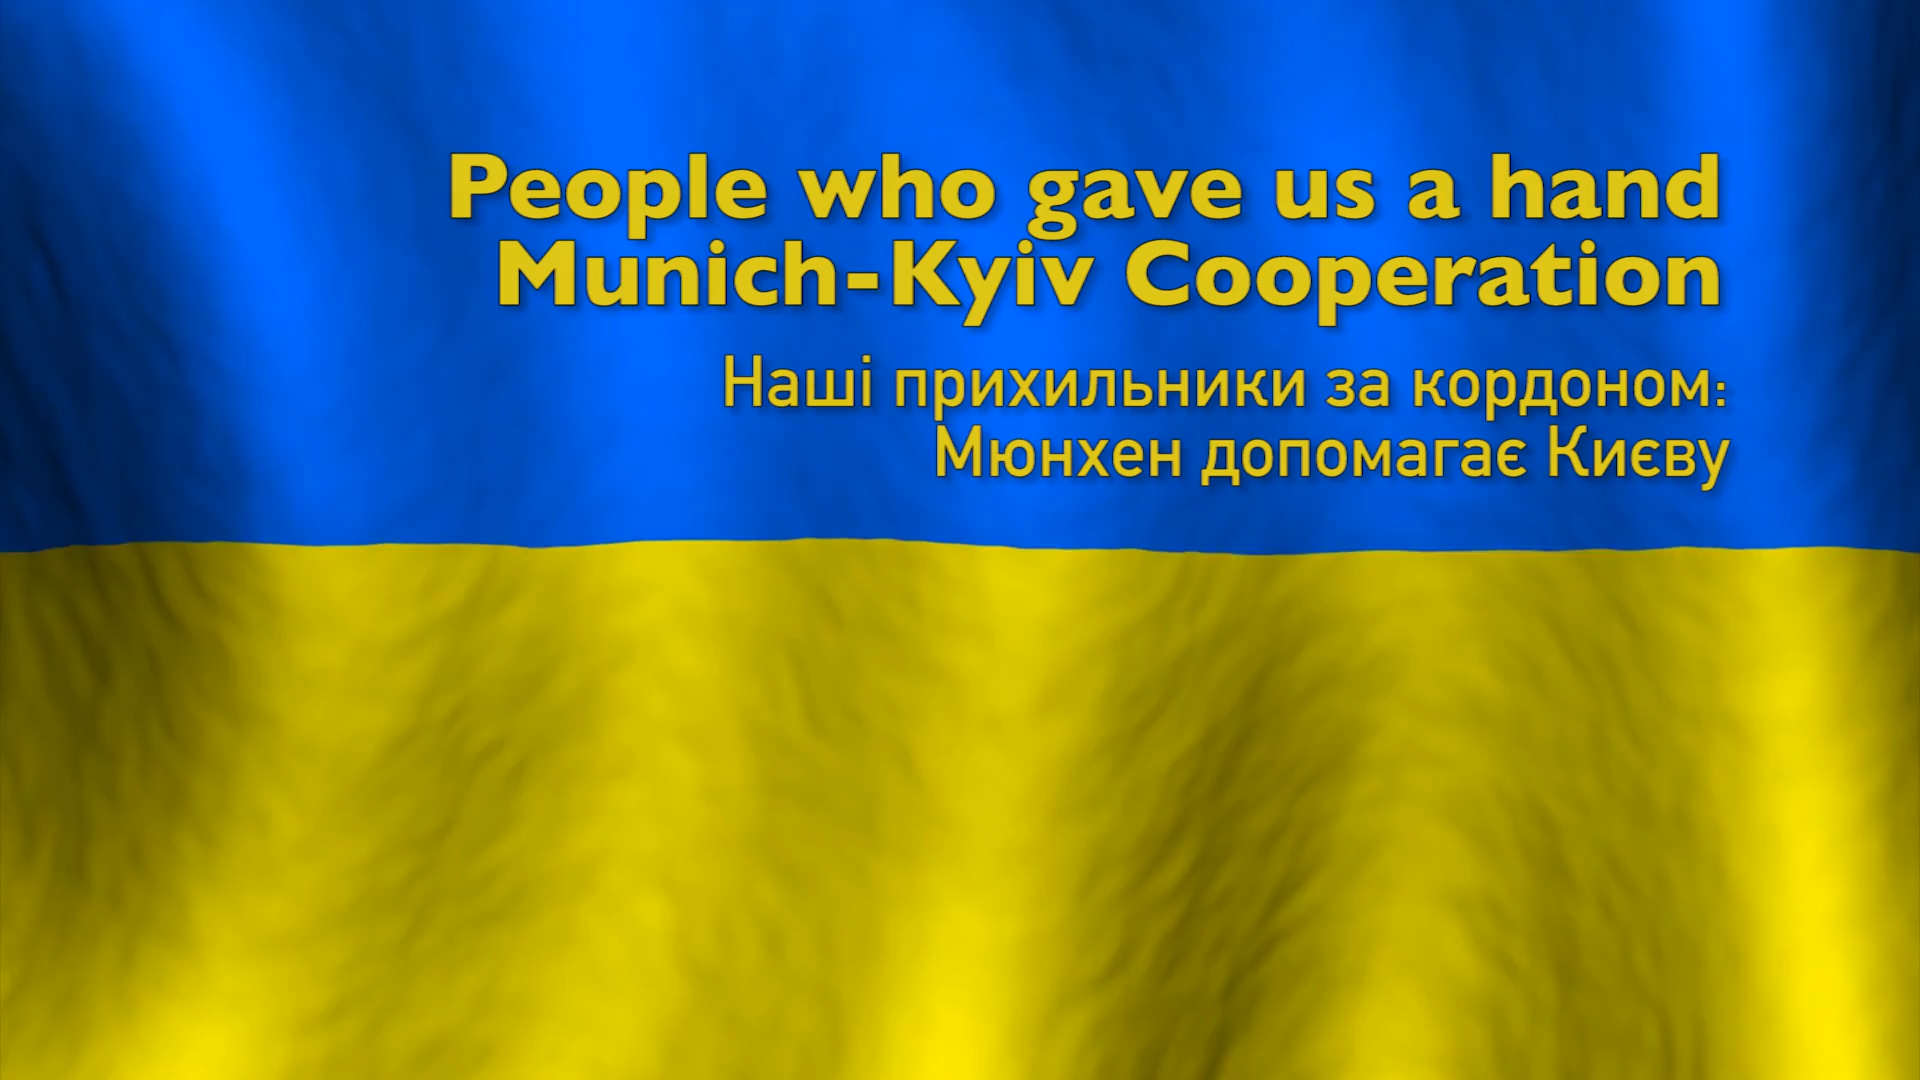 People who gave us a hand
Munich-Kyiv Cooperation
Наші прихильники за кордоном:
Мюнхен допомагає Києву